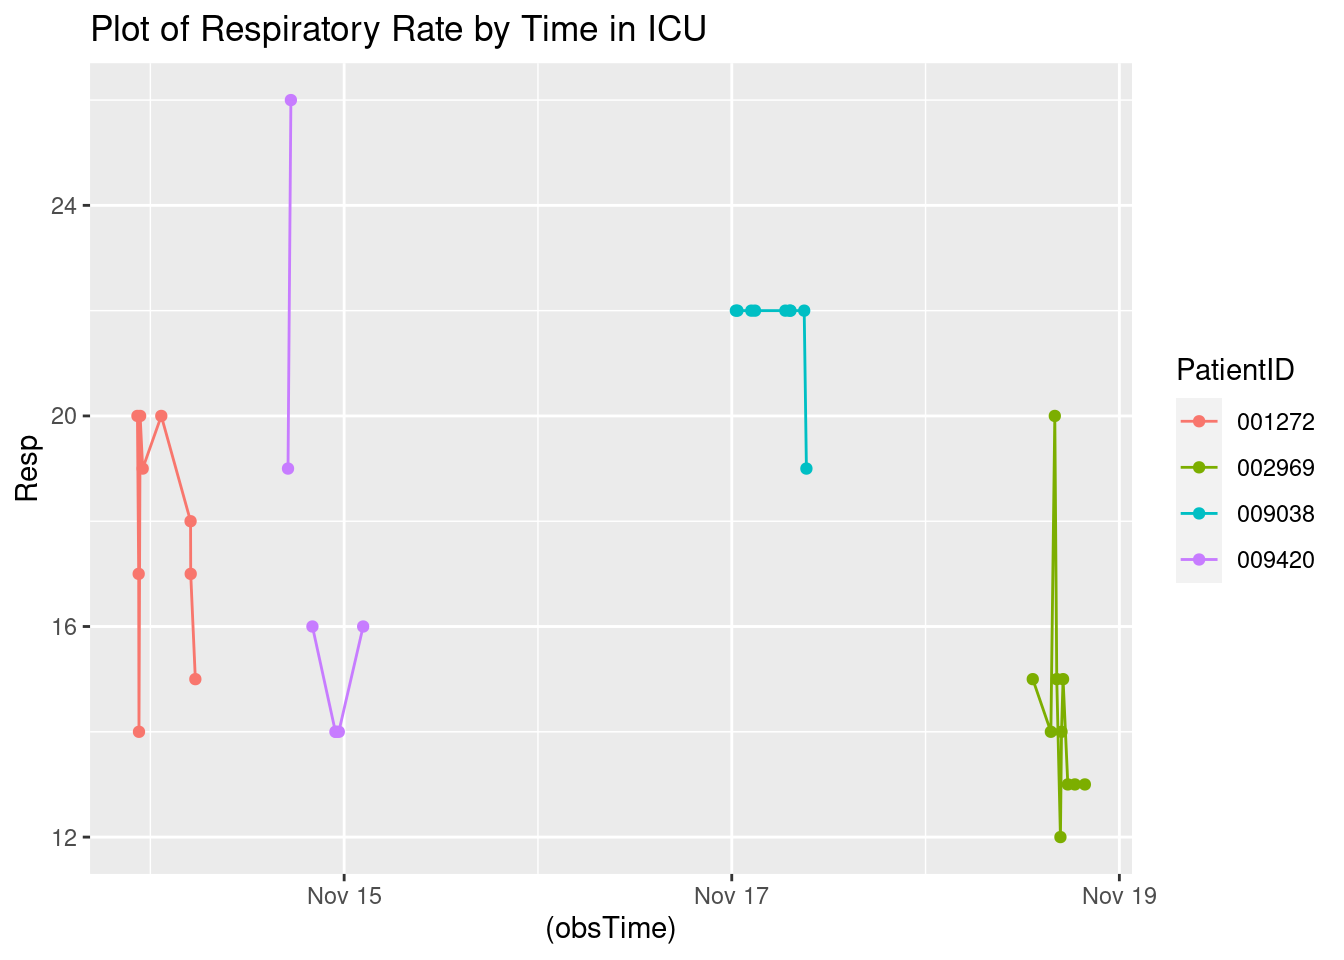 Plot of Respiratory Rate by Time in ICU
24
20
16
12
Resp
Nov 15
Nov 17
Nov 19
(obsTime)
PatientID
001272
002969
009038
009420